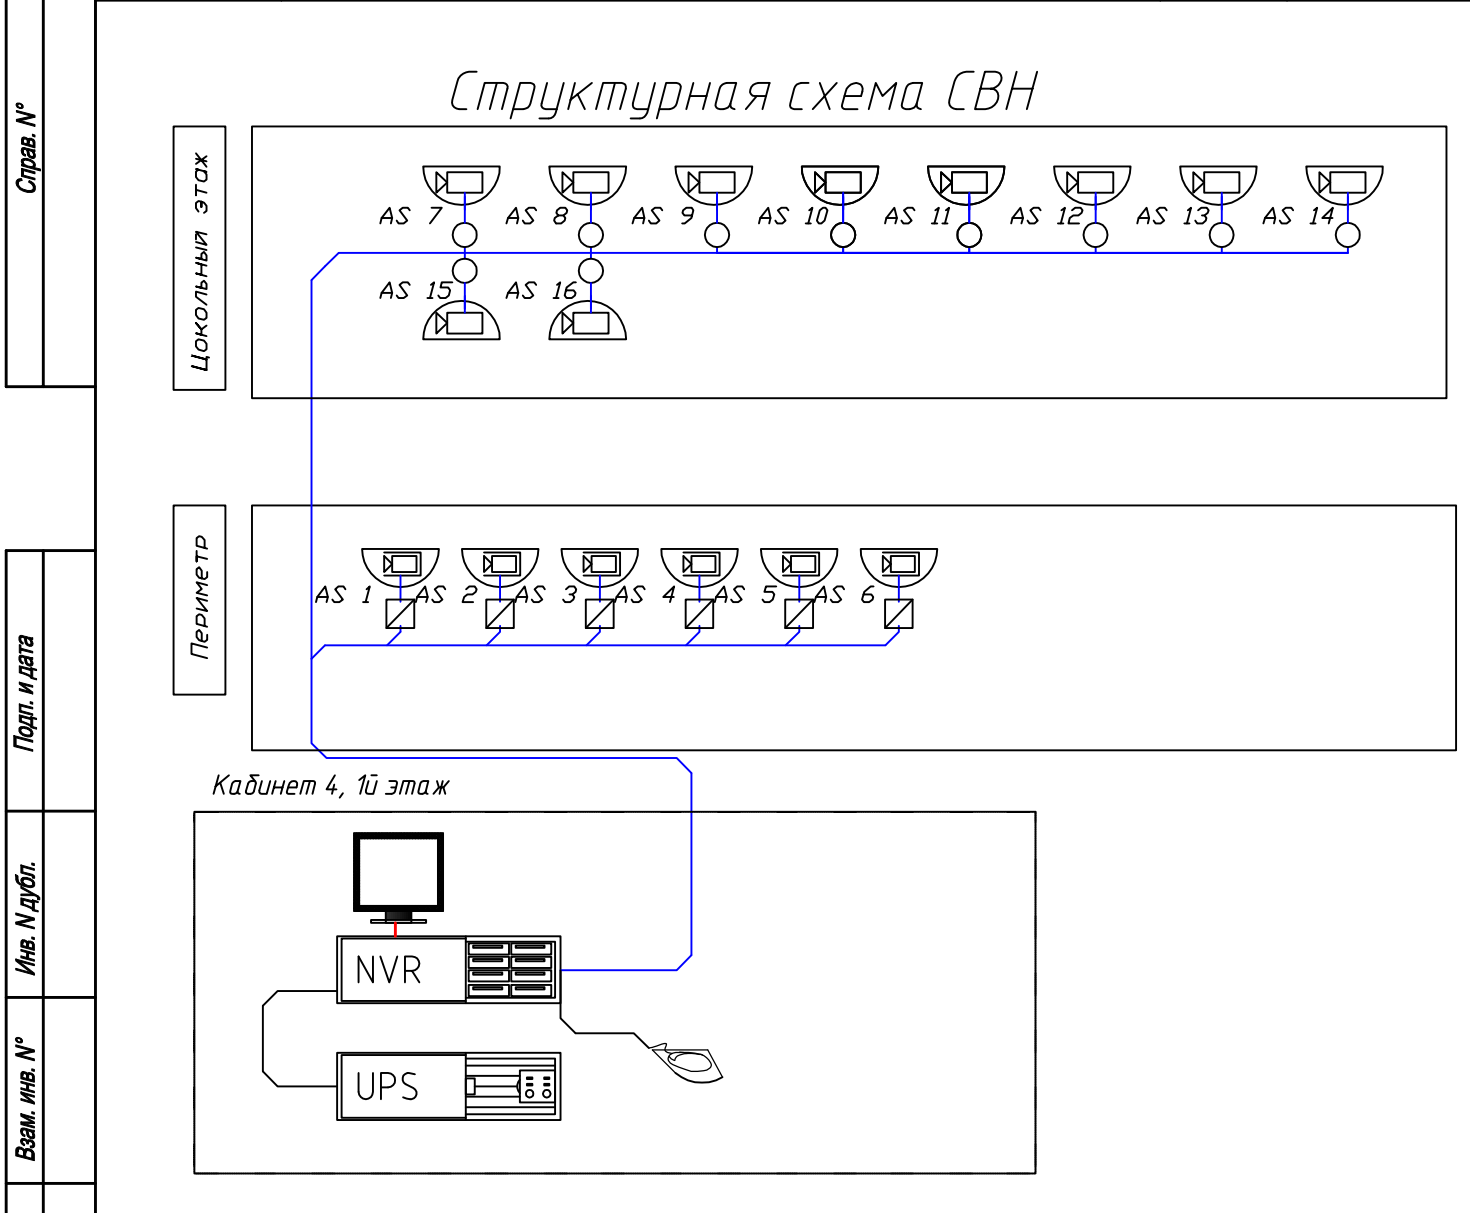 Структурная схема СВН
Справ. N°
Цокольный этаж
AS 7
AS 8
AS 9
AS 10
AS 11
AS 12
AS 13
AS 14
AS 15
AS 16
Периметр
AS 1
AS 2
AS 3
AS 4
AS 5
AS 6
Подп. и дата
Кабинет 4, 1й этаж
Инв. N дубл.
NVR
Взам. инв. N°
UPS